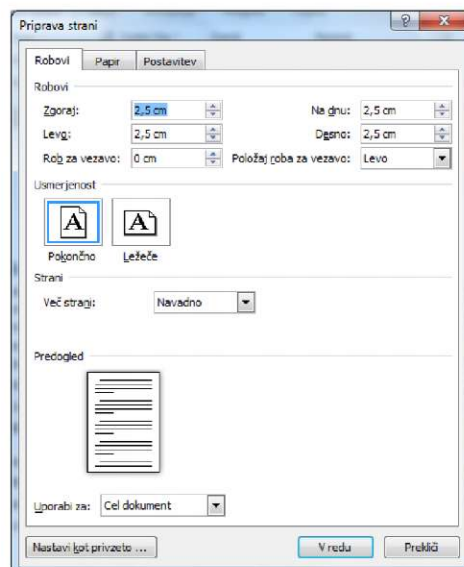 Priprava strani
Robovi Papir Postavitev
Robovi
Zgoraj: 2,5 cm Na dnu: 2,5 cm
Levo: 2,5 cm Desno: 2,5 cm
Rob za vezavo: 0 cm Položaj roba za vezavo: Levo
Usmerjenost
A A
Pokončno Ležeče
Strani
Več strani: Navadno
Predogled
Uporabi za: Cel dokument
Nastavi kot privzeto ... V redu Prekliči